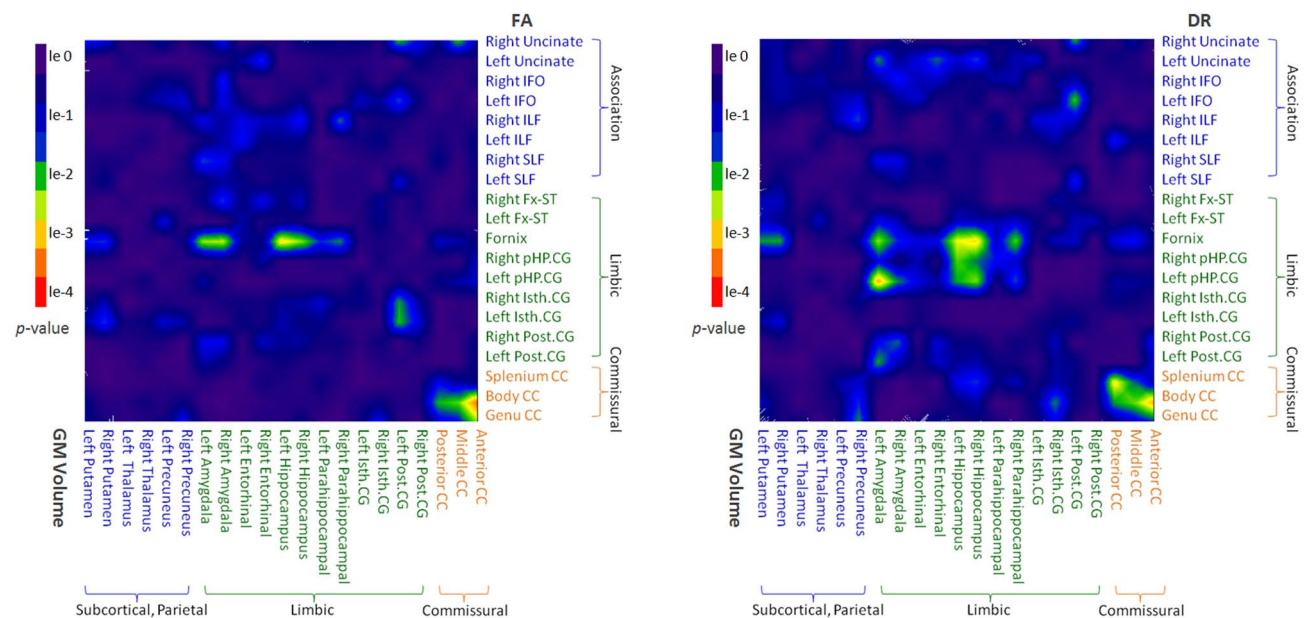 FA
Right Uncinate
Left Uncinate
Right IFO
Left IFO
Right ILF
Left ILF
Right SLF
Left SLF
Right Fx-ST
Left Fx-ST
Fornix
Right pHP.CG
Left pHP.CG
Right Isth.CG
Left Isth.CG
Right Post.CG
Left Post.CG
Splenium CC
Body CC
Genu CC
Association
Limbic
Commissural
le 0
le-1
le-2
le-3
le-4
p-value
GM Volume
Left Putamen
Right Putamen
Left Thalamus
Right Thalamus
Left Precuneus
Right Precuneus
Left Amygdala
Right Amygdala
Left Entorhinal
Right Entorhinal
Left Hippocampus
Right Hippocampus
Left Parahippocampal
Right Parahippocampal
Left Isth.CG
Right Isth.CG
Left Post.CG
Right Post.CG
Posterior CC
Middle CC
Anterior CC
Subcortical, Parietal
Limbic
Commissural
DR
Right Uncinate
Left Uncinate
Right IFO
Left IFO
Right ILF
Left ILF
Right SLF
Left SLF
Right Fx-ST
Left Fx-ST
Fornix
Right pHP.CG
Left pHP.CG
Right Isth.CG
Left Isth.CG
Right Post.CG
Left Post.CG
Splenium CC
Body CC
Genu CC
Association
Limbic
Commissural
le 0
le-1
le-2
le-3
le-4
p-value
GM Volume
Left Putamen
Right Putamen
Left Thalamus
Right Thalamus
Left Precuneus
Right Precuneus
Left Amygdala
Right Amygdala
Left Entorhinal
Right Entorhinal
Left Hippocampus
Right Hippocampus
Left Parahippocampal
Right Parahippocampal
Left Isth.CG
Right Isth.CG
Left Post.CG
Right Post.CG
Posterior CC
Middle CC
Anterior CC
Subcortical, Parietal
Limbic
Commissural